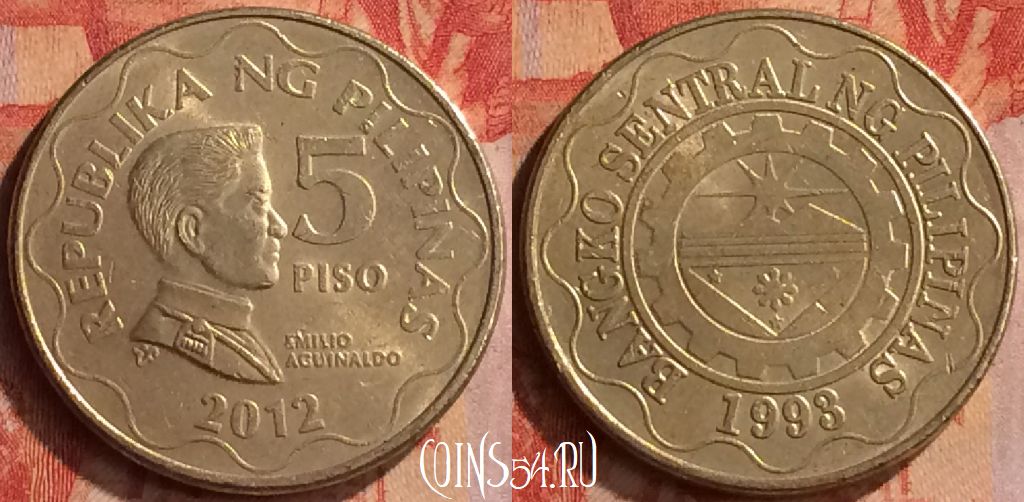 REPUBLIKA NG PILIPINAS
5
PISO
EMILIO
AGUINALDO
2012
BANGKO SENTRAL NG PILIPINAS
1993
COINS54.RU